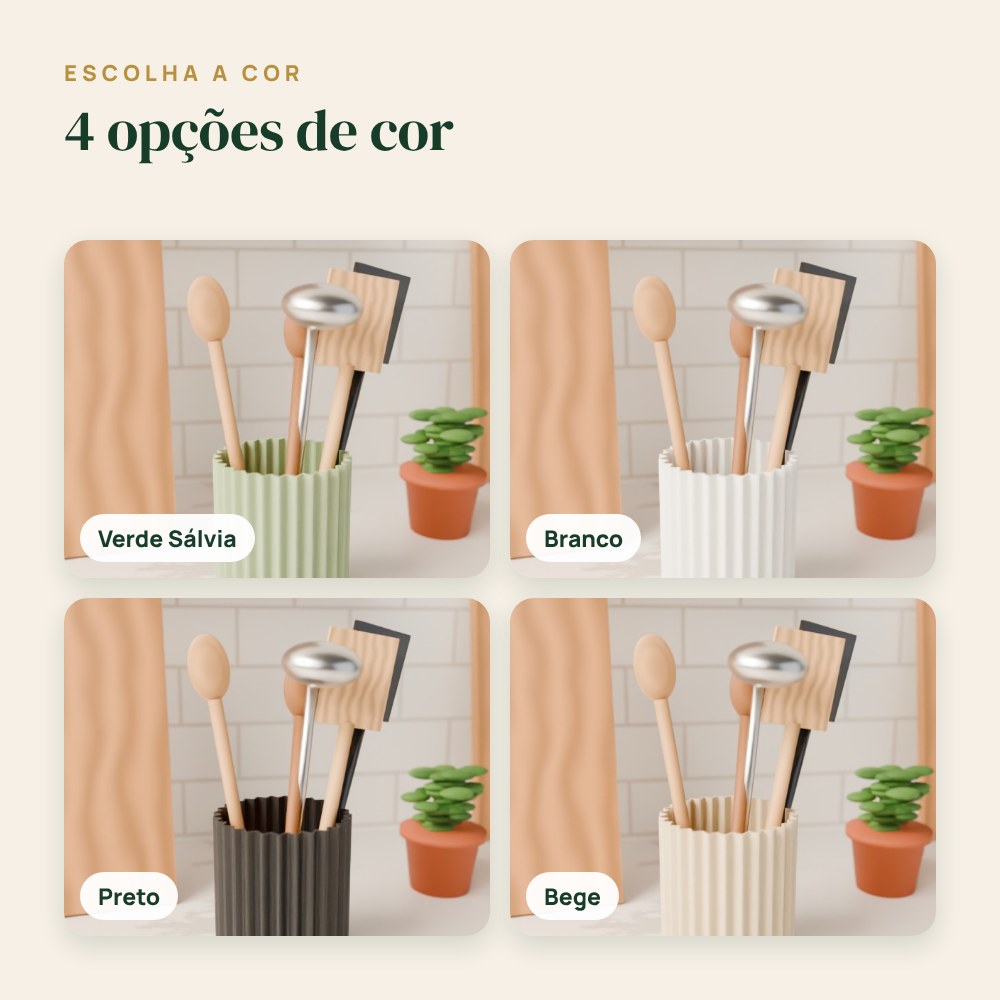 ESCOLHA A COR
4 opções de cor
Verde Sálvia
Branco
Preto
Bege